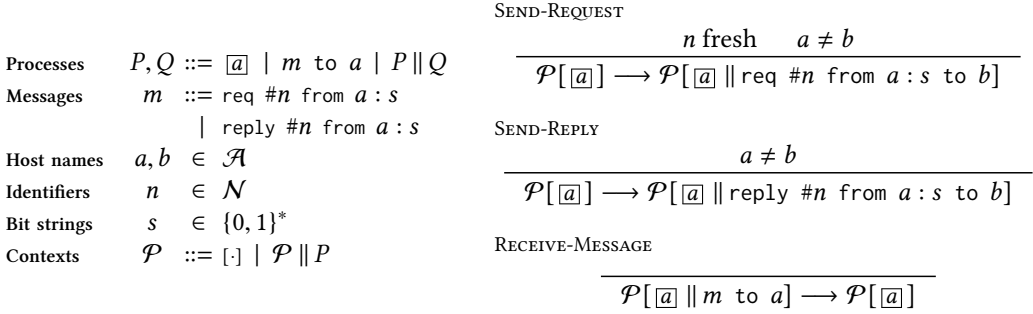 Processes P, Q ::= [a] | m to a | P ∥ Q
Messages m ::= req #n from a : s
| reply #n from a : s
Host names a, b ∈ 𝒜
Identifiers n ∈ 𝒩
Bit strings s ∈ {0, 1}*
Contexts 𝒫 ::= [·] | 𝒫 ∥ P
Send-Request
n fresh a ≠ b
𝒫[ [a] ] ⟶ 𝒫[ [a] ∥ req #n from a : s to b]
Send-Reply
a ≠ b
𝒫[ [a] ] ⟶ 𝒫[ [a] ∥ reply #n from a : s to b]
Receive-Message
𝒫[ [a] ∥ m to a] ⟶ 𝒫[ [a] ]